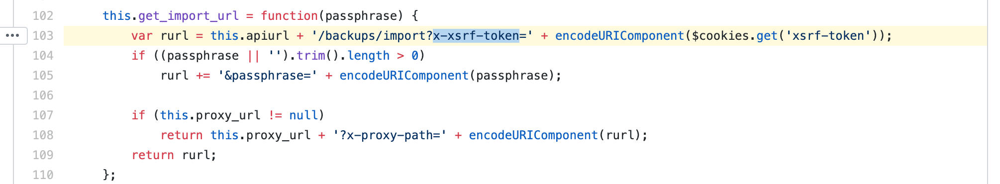 102 this.get_import_url = function(passphrase) {
••• 103 var rurl = this.apiurl + '/backups/import?x-xsrf-token=' + encodeURIComponent($cookies.get('xsrf-token'));
104 if ((passphrase || '').trim().length > 0)
105 rurl += '&passphrase=' + encodeURIComponent(passphrase);
106
107 if (this.proxy_url != null)
108 return this.proxy_url + '?x-proxy-path=' + encodeURIComponent(rurl);
109 return rurl;
110 };